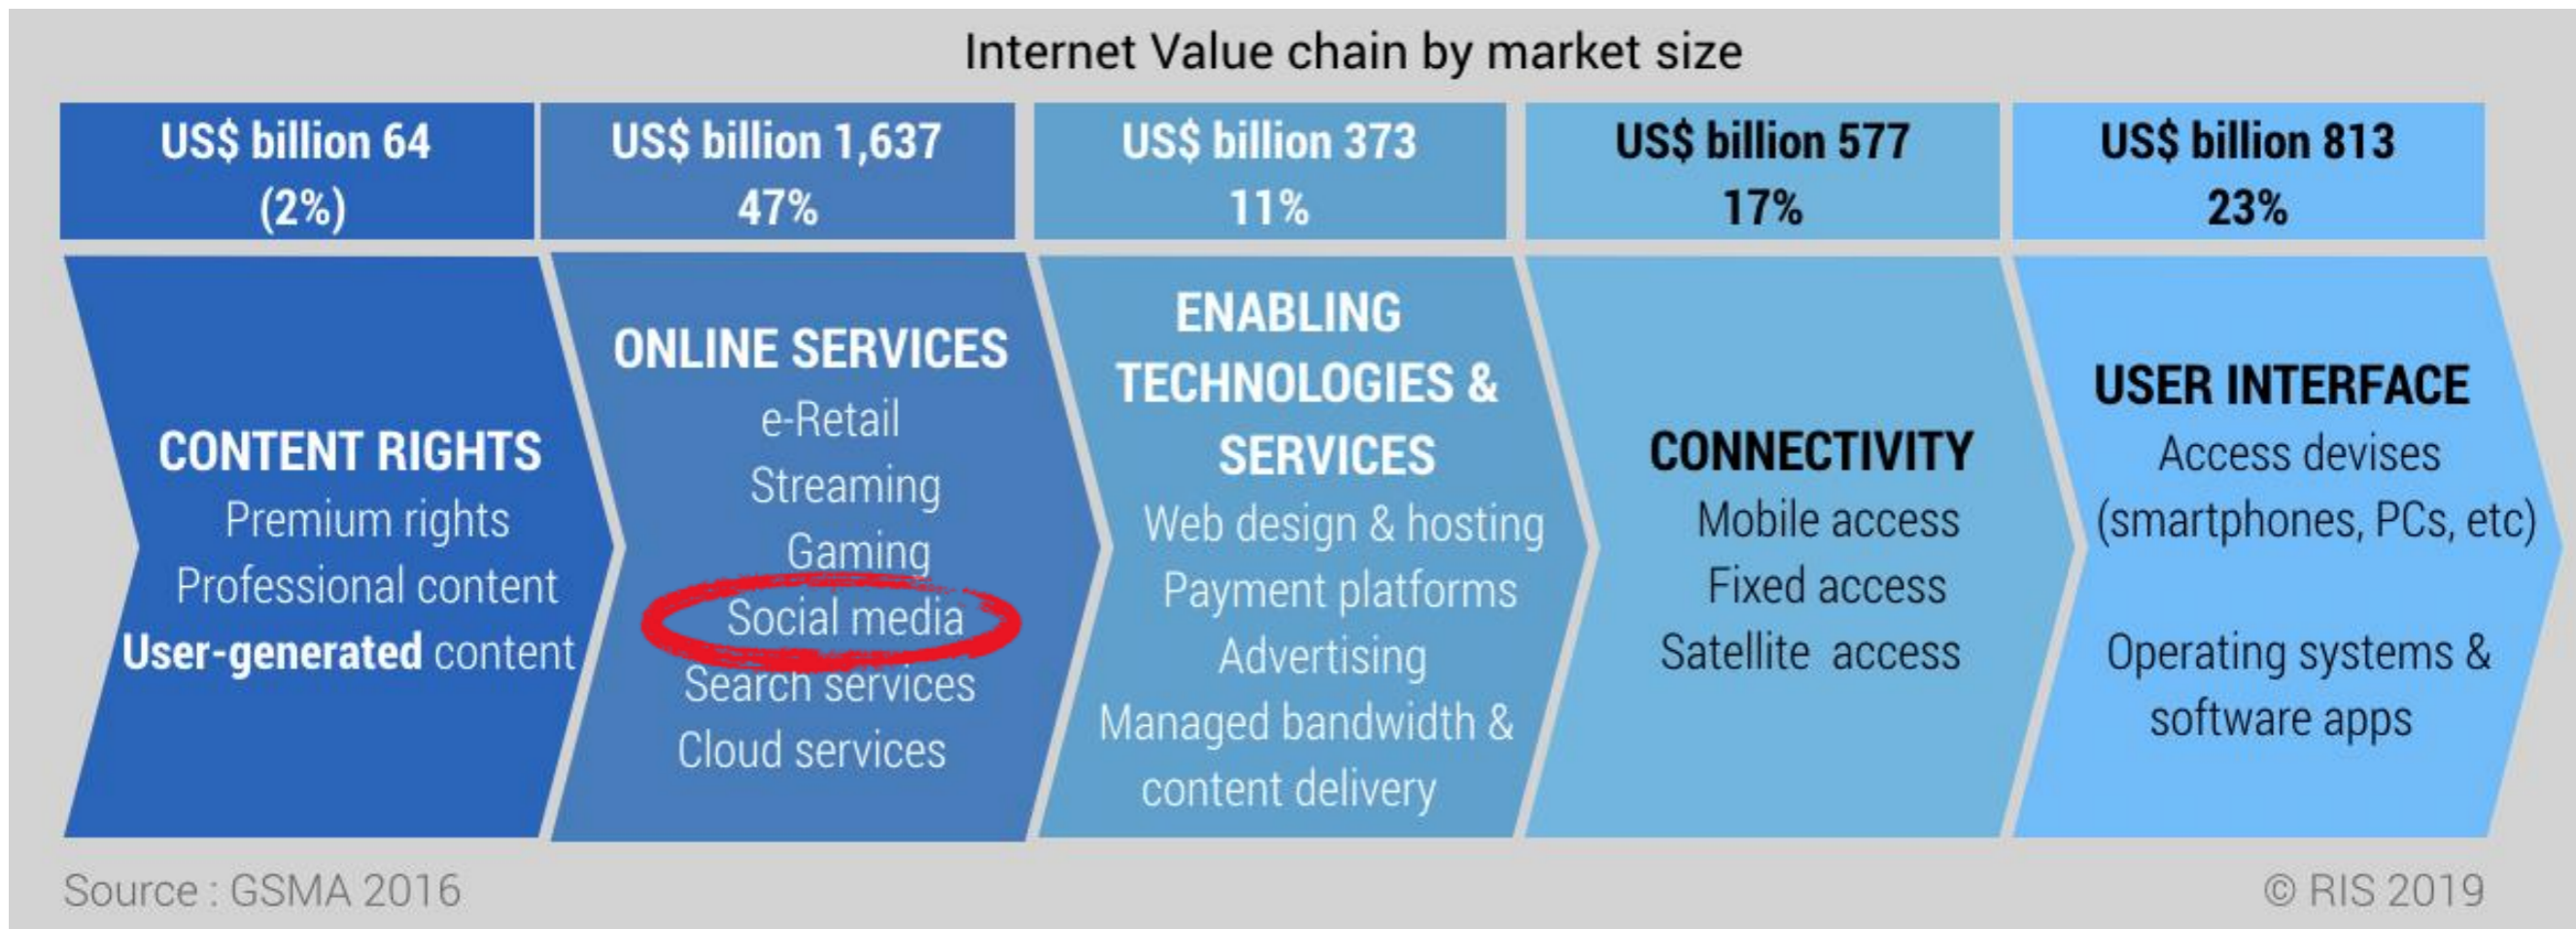 Internet Value chain by market size
US$ billion 64
(2%)
US$ billion 1,637
47%
US$ billion 373
11%
US$ billion 577
17%
US$ billion 813
23%
CONTENT RIGHTS
Premium rights
Professional content
User-generated content
ONLINE SERVICES
e-Retail
Streaming
Gaming
Social media
Search services
Cloud services
ENABLING
TECHNOLOGIES &
SERVICES
Web design & hosting
Payment platforms
Advertising
Managed bandwidth &
content delivery
CONNECTIVITY
Mobile access
Fixed access
Satellite access
USER INTERFACE
Access devises
(smartphones, PCs, etc)
Operating systems &
software apps
Source : GSMA 2016
© RIS 2019